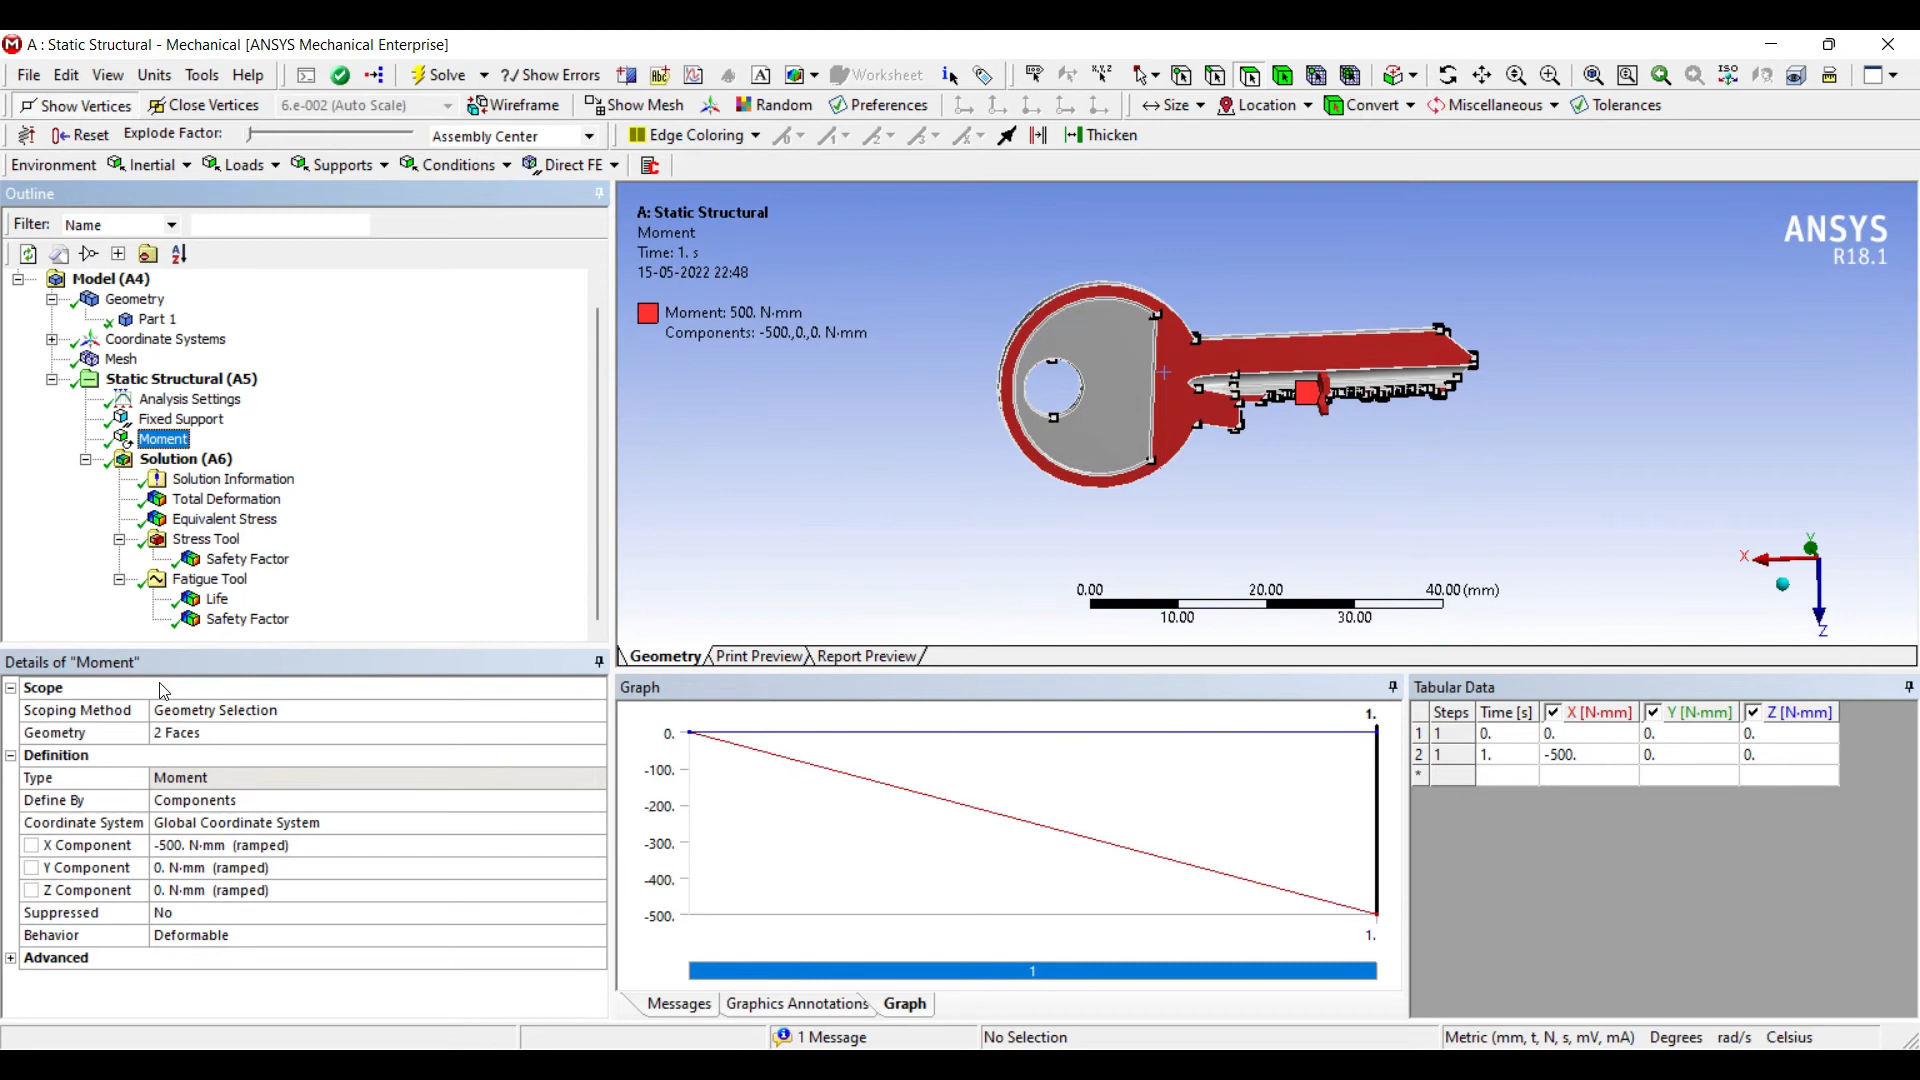 A : Static Structural - Mechanical [ANSYS Mechanical Enterprise]
File Edit View Units Tools Help Solve ?/ Show Errors Worksheet
Show Vertices Close Vertices 6.e-002 (Auto Scale) Wireframe Show Mesh Random Preferences Size Location Convert Miscellaneous Tolerances
Reset Explode Factor: Assembly Center Edge Coloring Thicken
Environment Inertial Loads Supports Conditions Direct FE
Outline
Filter: Name
Model (A4)
Geometry
Part 1
Coordinate Systems
Mesh
Static Structural (A5)
Analysis Settings
Fixed Support
Moment
Solution (A6)
Solution Information
Total Deformation
Equivalent Stress
Stress Tool
Safety Factor
Fatigue Tool
Life
Safety Factor
A: Static Structural
Moment
Time: 1. s
15-05-2022 22:48
Moment: 500. N·mm
Components: -500.,0.,0. N·mm
ANSYS
R18.1
0.00 20.00 40.00 (mm)
10.00 30.00
X Y Z
Geometry Print Preview Report Preview
Details of "Moment"
Scope
Scoping Method Geometry Selection
Geometry 2 Faces
Definition
Type Moment
Define By Components
Coordinate System Global Coordinate System
X Component -500. N·mm (ramped)
Y Component 0. N·mm (ramped)
Z Component 0. N·mm (ramped)
Suppressed No
Behavior Deformable
Advanced
Graph
1.
0.
-100.
-200.
-300.
-400.
-500.
1.
1
Messages Graphics Annotations Graph
Tabular Data
Steps Time [s] X [N·mm] Y [N·mm] Z [N·mm]
1 1 0. 0. 0. 0.
2 1 1. -500. 0. 0.
*
1 Message No Selection Metric (mm, t, N, s, mV, mA) Degrees rad/s Celsius